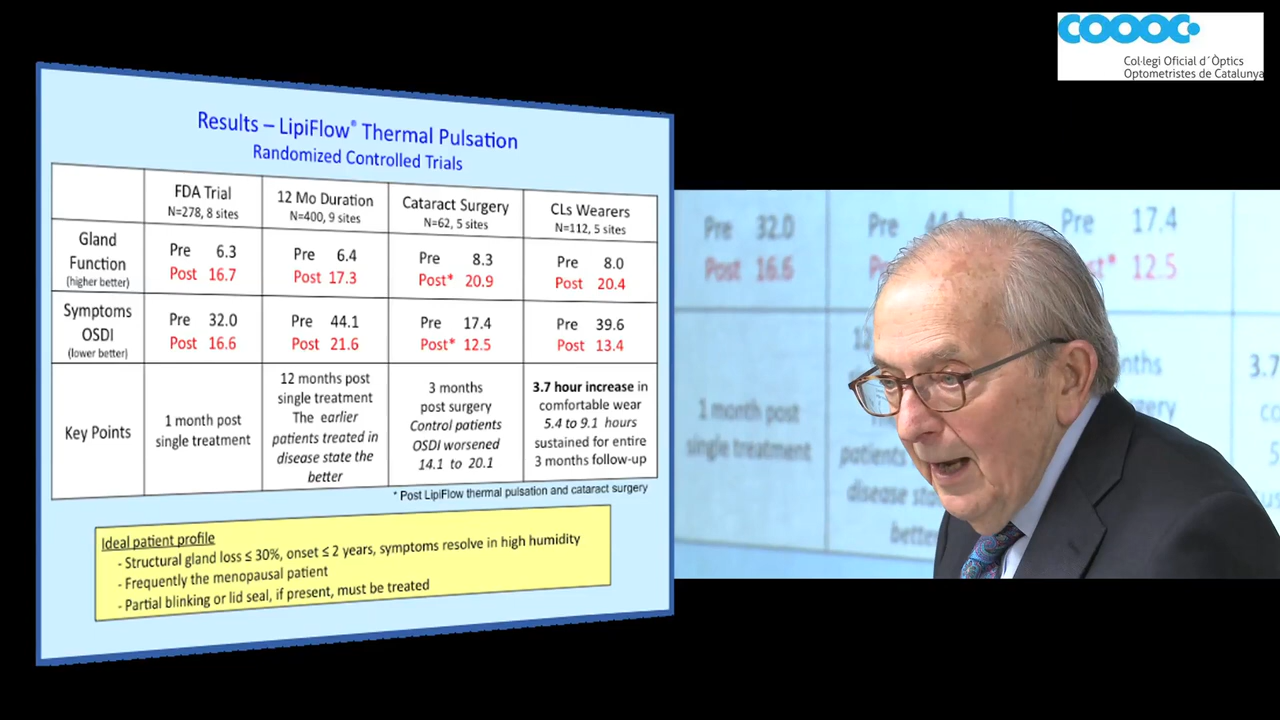 COOOC
Col·legi Oficial d´Òptics
Optometristes de Catalunya
Results – LipiFlow® Thermal Pulsation
Randomized Controlled Trials
FDA Trial
N=278, 8 sites
12 Mo Duration
N=400, 9 sites
Cataract Surgery
N=62, 5 sites
CLs Wearers
N=112, 5 sites
Gland
Function
(higher better)
Pre 6.3
Post 16.7
Pre 6.4
Post 17.3
Pre 8.3
Post* 20.9
Pre 8.0
Post 20.4
Symptoms
OSDI
(lower better)
Pre 32.0
Post 16.6
Pre 44.1
Post 21.6
Pre 17.4
Post* 12.5
Pre 39.6
Post 13.4
Key Points
1 month post
single treatment
12 months post
single treatment
The earlier
patients treated in
disease state the
better
3 months
post surgery
Control patients
OSDI worsened
14.1 to 20.1
3.7 hour increase in
comfortable wear
5.4 to 9.1 hours
sustained for entire
3 months follow-up
* Post LipiFlow thermal pulsation and cataract surgery
Ideal patient profile
- Structural gland loss ≤ 30%, onset ≤ 2 years, symptoms resolve in high humidity
- Frequently the menopausal patient
- Partial blinking or lid seal, if present, must be treated
Pre 32.0
Post 16.6
Pre
Pre 17.4
12.5
1 month post
single treatment
patients
disease
better
3.7